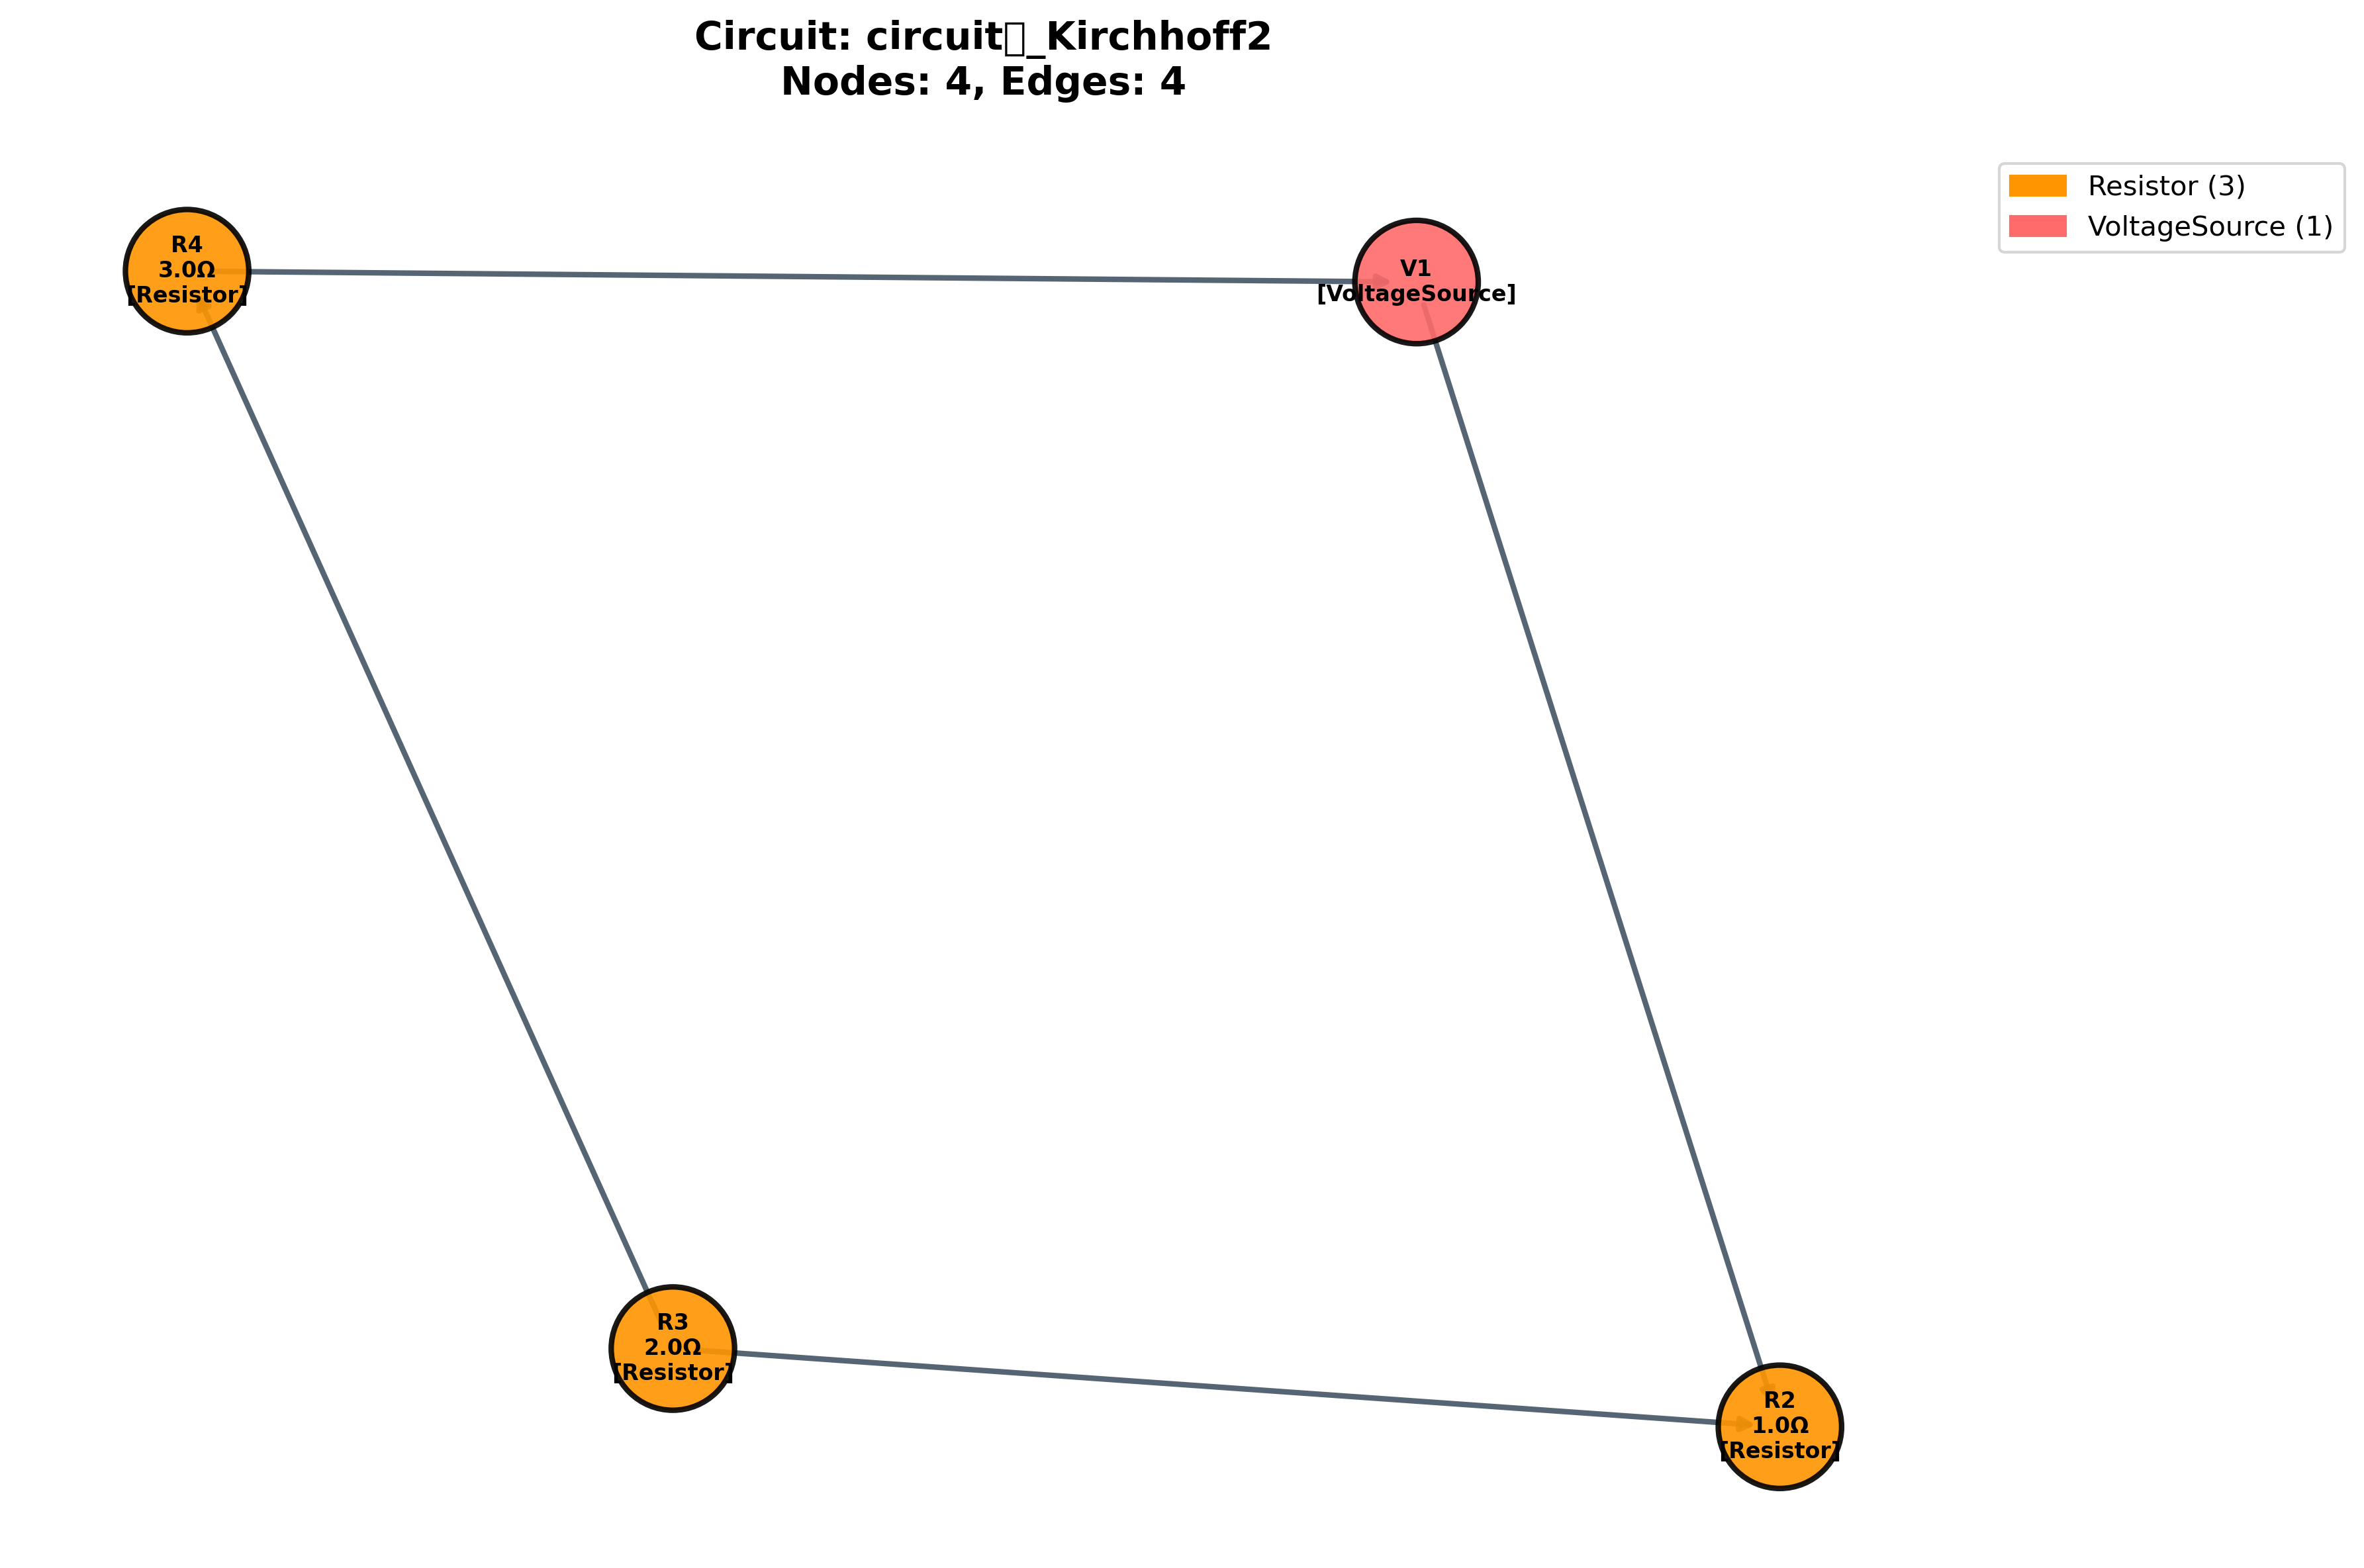 Circuit: circuit▯_Kirchhoff2
Nodes: 4, Edges: 4
Resistor (3)
VoltageSource (1)
R4
3.0Ω
[Resistor]
V1
[VoltageSource]
R3
2.0Ω
[Resistor]
R2
1.0Ω
[Resistor]